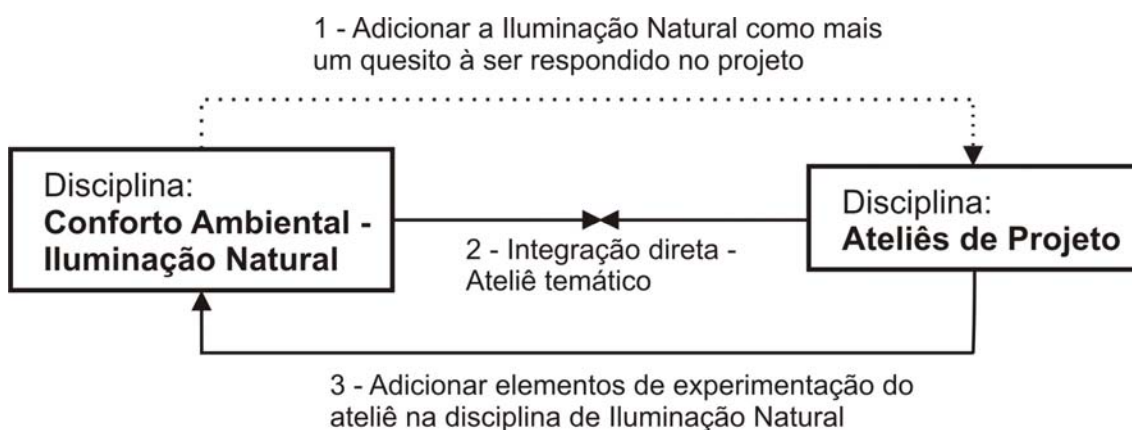 1 - Adicionar a Iluminação Natural como mais
um quesito à ser respondido no projeto
Disciplina:
Conforto Ambiental -
Iluminação Natural
2 - Integração direta -
Ateliê temático
Disciplina:
Ateliês de Projeto
3 - Adicionar elementos de experimentação do
ateliê na disciplina de Iluminação Natural